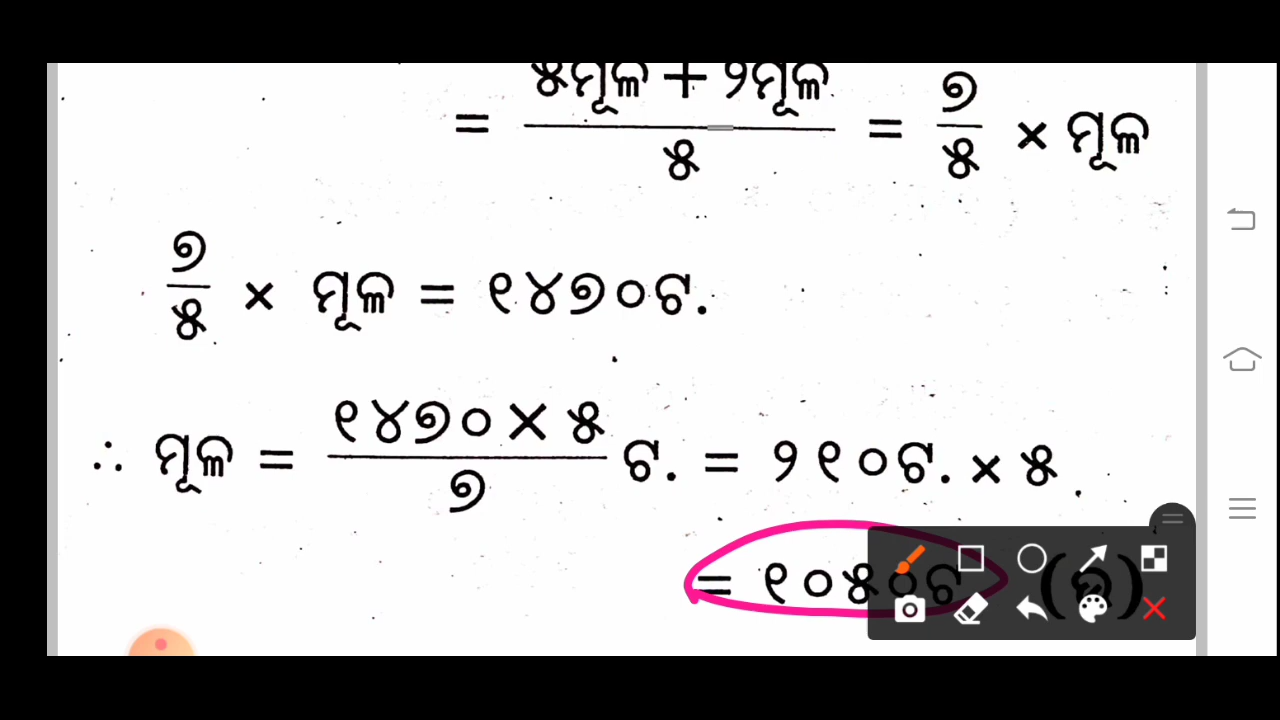 = ୫ମୂଳ + ୨ମୂଳ / ୫ = ୭/୫ × ମୂଳ
୭/୫ × ମୂଳ = ୧୪୭୦ଟ.
∴ ମୂଳ = ୧୪୭୦ × ୫ / ୭ ଟ. = ୨୧୦ଟ. × ୫
= ୧୦୫୦ଟ (ଉ)